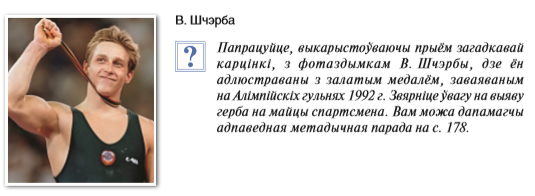 В. Шчэрба
?
Папрацуйце, выкарыстоўваючы прыём загадкавай
карцінкі, з фотаздымкам В. Шчэрбы, дзе ён
адлюстраваны з залатым медалём, заваяваным
на Алімпійскіх гульнях 1992 г. Звярніце ўвагу на выяву
герба на майцы спартсмена. Вам можа дапамагчы
адпаведная метадычная парада на с. 178.